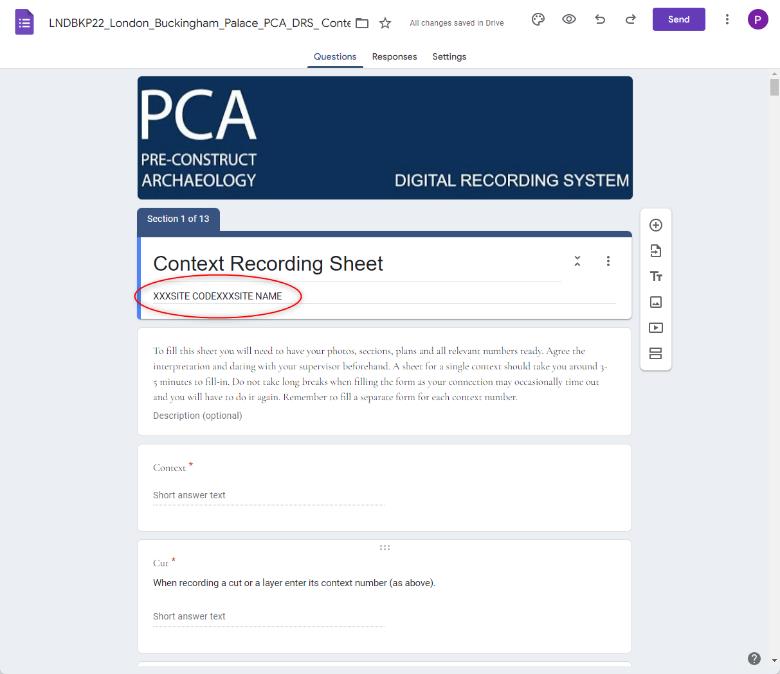 LNDBKP22_London_Buckingham_Palace_PCA_DRS_Conte
All changes saved in Drive
Send
P
Questions Responses Settings
PCA
PRE-CONSTRUCT
ARCHAEOLOGY
DIGITAL RECORDING SYSTEM
Section 1 of 13
Context Recording Sheet
XXXSITE CODEXXXSITE NAME
Tт
To fill this sheet you will need to have your photos, sections, plans and all relevant numbers ready. Agree the
interpretation and dating with your supervisor beforehand. A sheet for a single context should take you around 3-
5 minutes to fill-in. Do not take long breaks when filling the form as your connection may occasionally time out
and you will have to do it again. Remember to fill a separate form for each context number.
Description (optional)
Context *
Short answer text
Cut *
When recording a cut or a layer enter its context number (as above).
Short answer text